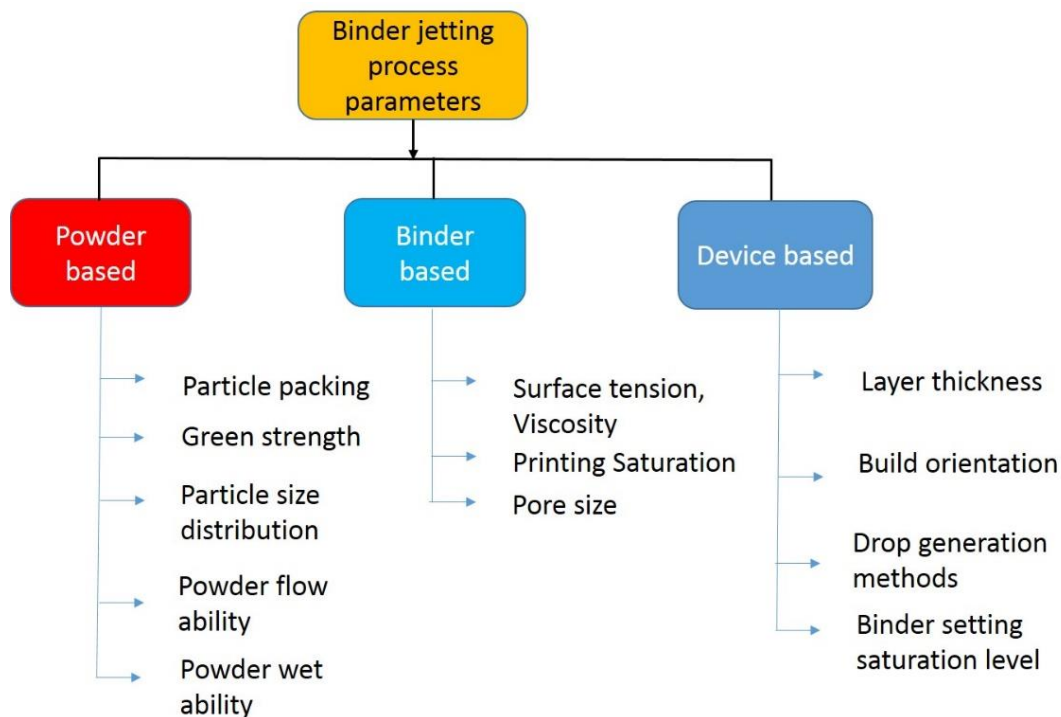 Binder jetting
process
parameters
Powder
based
Binder
based
Device based
Particle packing
Green strength
Particle size
distribution
Powder flow
ability
Powder wet
ability
Surface tension,
Viscosity
Printing Saturation
Pore size
Layer thickness
Build orientation
Drop generation
methods
Binder setting
saturation level